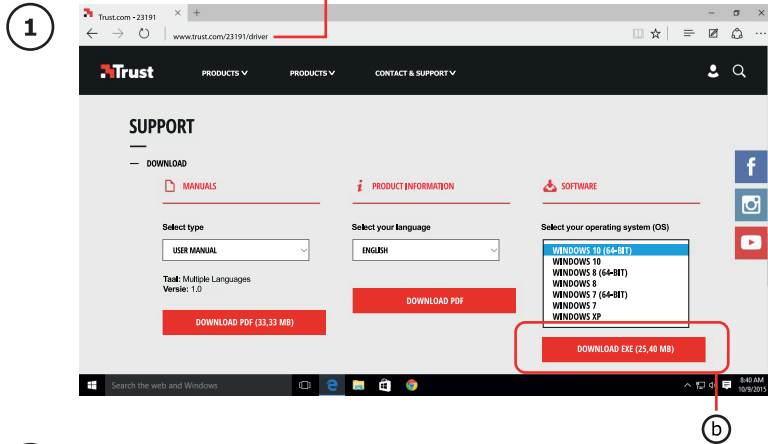 1
Trust.com - 23191
www.trust.com/23191/driver
Trust
PRODUCTS
PRODUCTS
CONTACT & SUPPORT
SUPPORT
DOWNLOAD
MANUALS
PRODUCT INFORMATION
SOFTWARE
Select type
Select your language
Select your operating system (OS)
USER MANUAL
ENGLISH
WINDOWS 10 (64-BIT)
WINDOWS 10
WINDOWS 8 (64-BIT)
WINDOWS 8
WINDOWS 7 (64-BIT)
WINDOWS 7
WINDOWS XP
Taal: Multiple Languages
Versie: 1.0
DOWNLOAD PDF
DOWNLOAD PDF (33,33 MB)
DOWNLOAD EXE (25,40 MB)
Search the web and Windows
8:40 AM
10/9/2015
b